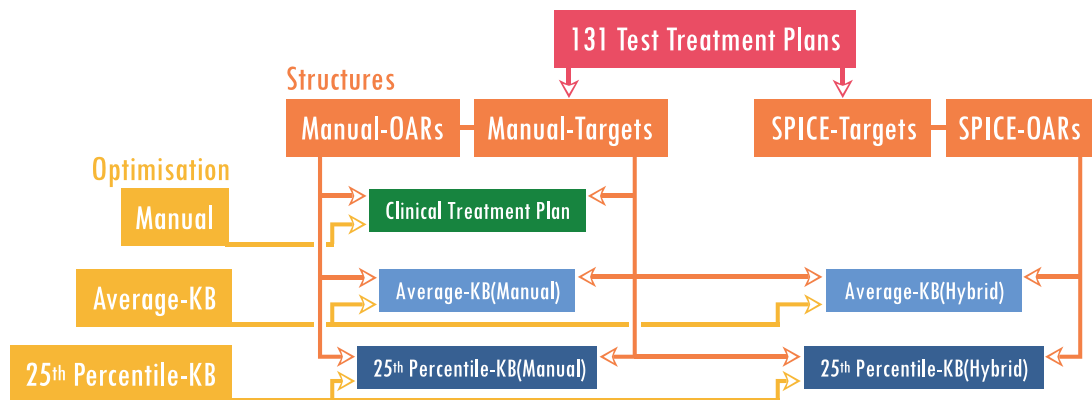 131 Test Treatment Plans
Structures
Manual-OARs
Manual-Targets
SPICE-Targets
SPICE-OARs
Optimisation
Manual
Clinical Treatment Plan
Average-KB
Average-KB(Manual)
Average-KB(Hybrid)
25th Percentile-KB
25th Percentile-KB(Manual)
25th Percentile-KB(Hybrid)